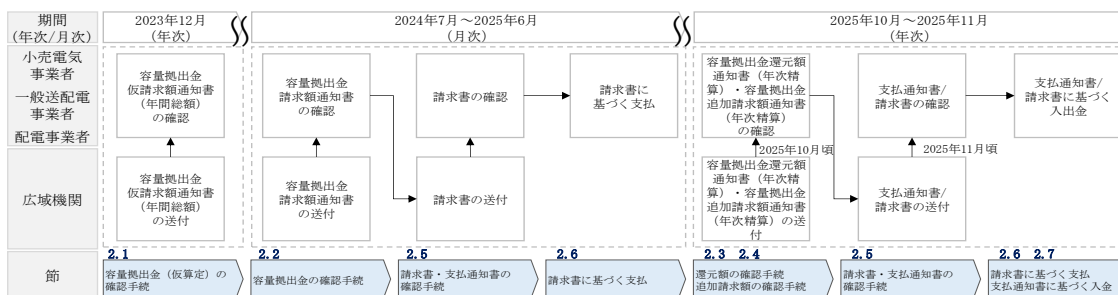 期間
(年次/月次)
2023年12月
(年次)
2024年7月～2025年6月
(月次)
2025年10月～2025年11月
(年次)
小売電気
事業者
一般送配電
事業者
配電事業者
容量拠出金
仮請求額通知書
(年間総額)
の確認
容量拠出金
請求額通知書
の確認
請求書の確認
請求書に
基づく支払
容量拠出金還元額
通知書（年次精
算）・容量拠出金
追加請求額通知書
(年次精算)
の確認
支払通知書/
請求書の確認
支払通知書/
請求書に基づく
入出金
2025年10月頃
2025年11月頃
広域機関
容量拠出金
仮請求額通知書
(年間総額)
の送付
容量拠出金
請求額通知書
の送付
請求書の送付
容量拠出金還元額
通知書（年次精
算）・容量拠出金
追加請求額通知書
(年次精算）の送
付
支払通知書/
請求書の送付
節
2.1
容量拠出金（仮算定）の
確認手続
2.2
容量拠出金の確認手続
2.5
請求書・支払通知書の
確認手続
2.6
請求書に基づく支払
2.3 2.4
還元額の確認手続
追加請求額の確認手続
2.5
請求書・支払通知書の
確認手続
2.6 2.7
請求書に基づく支払
支払通知書に基づく入金